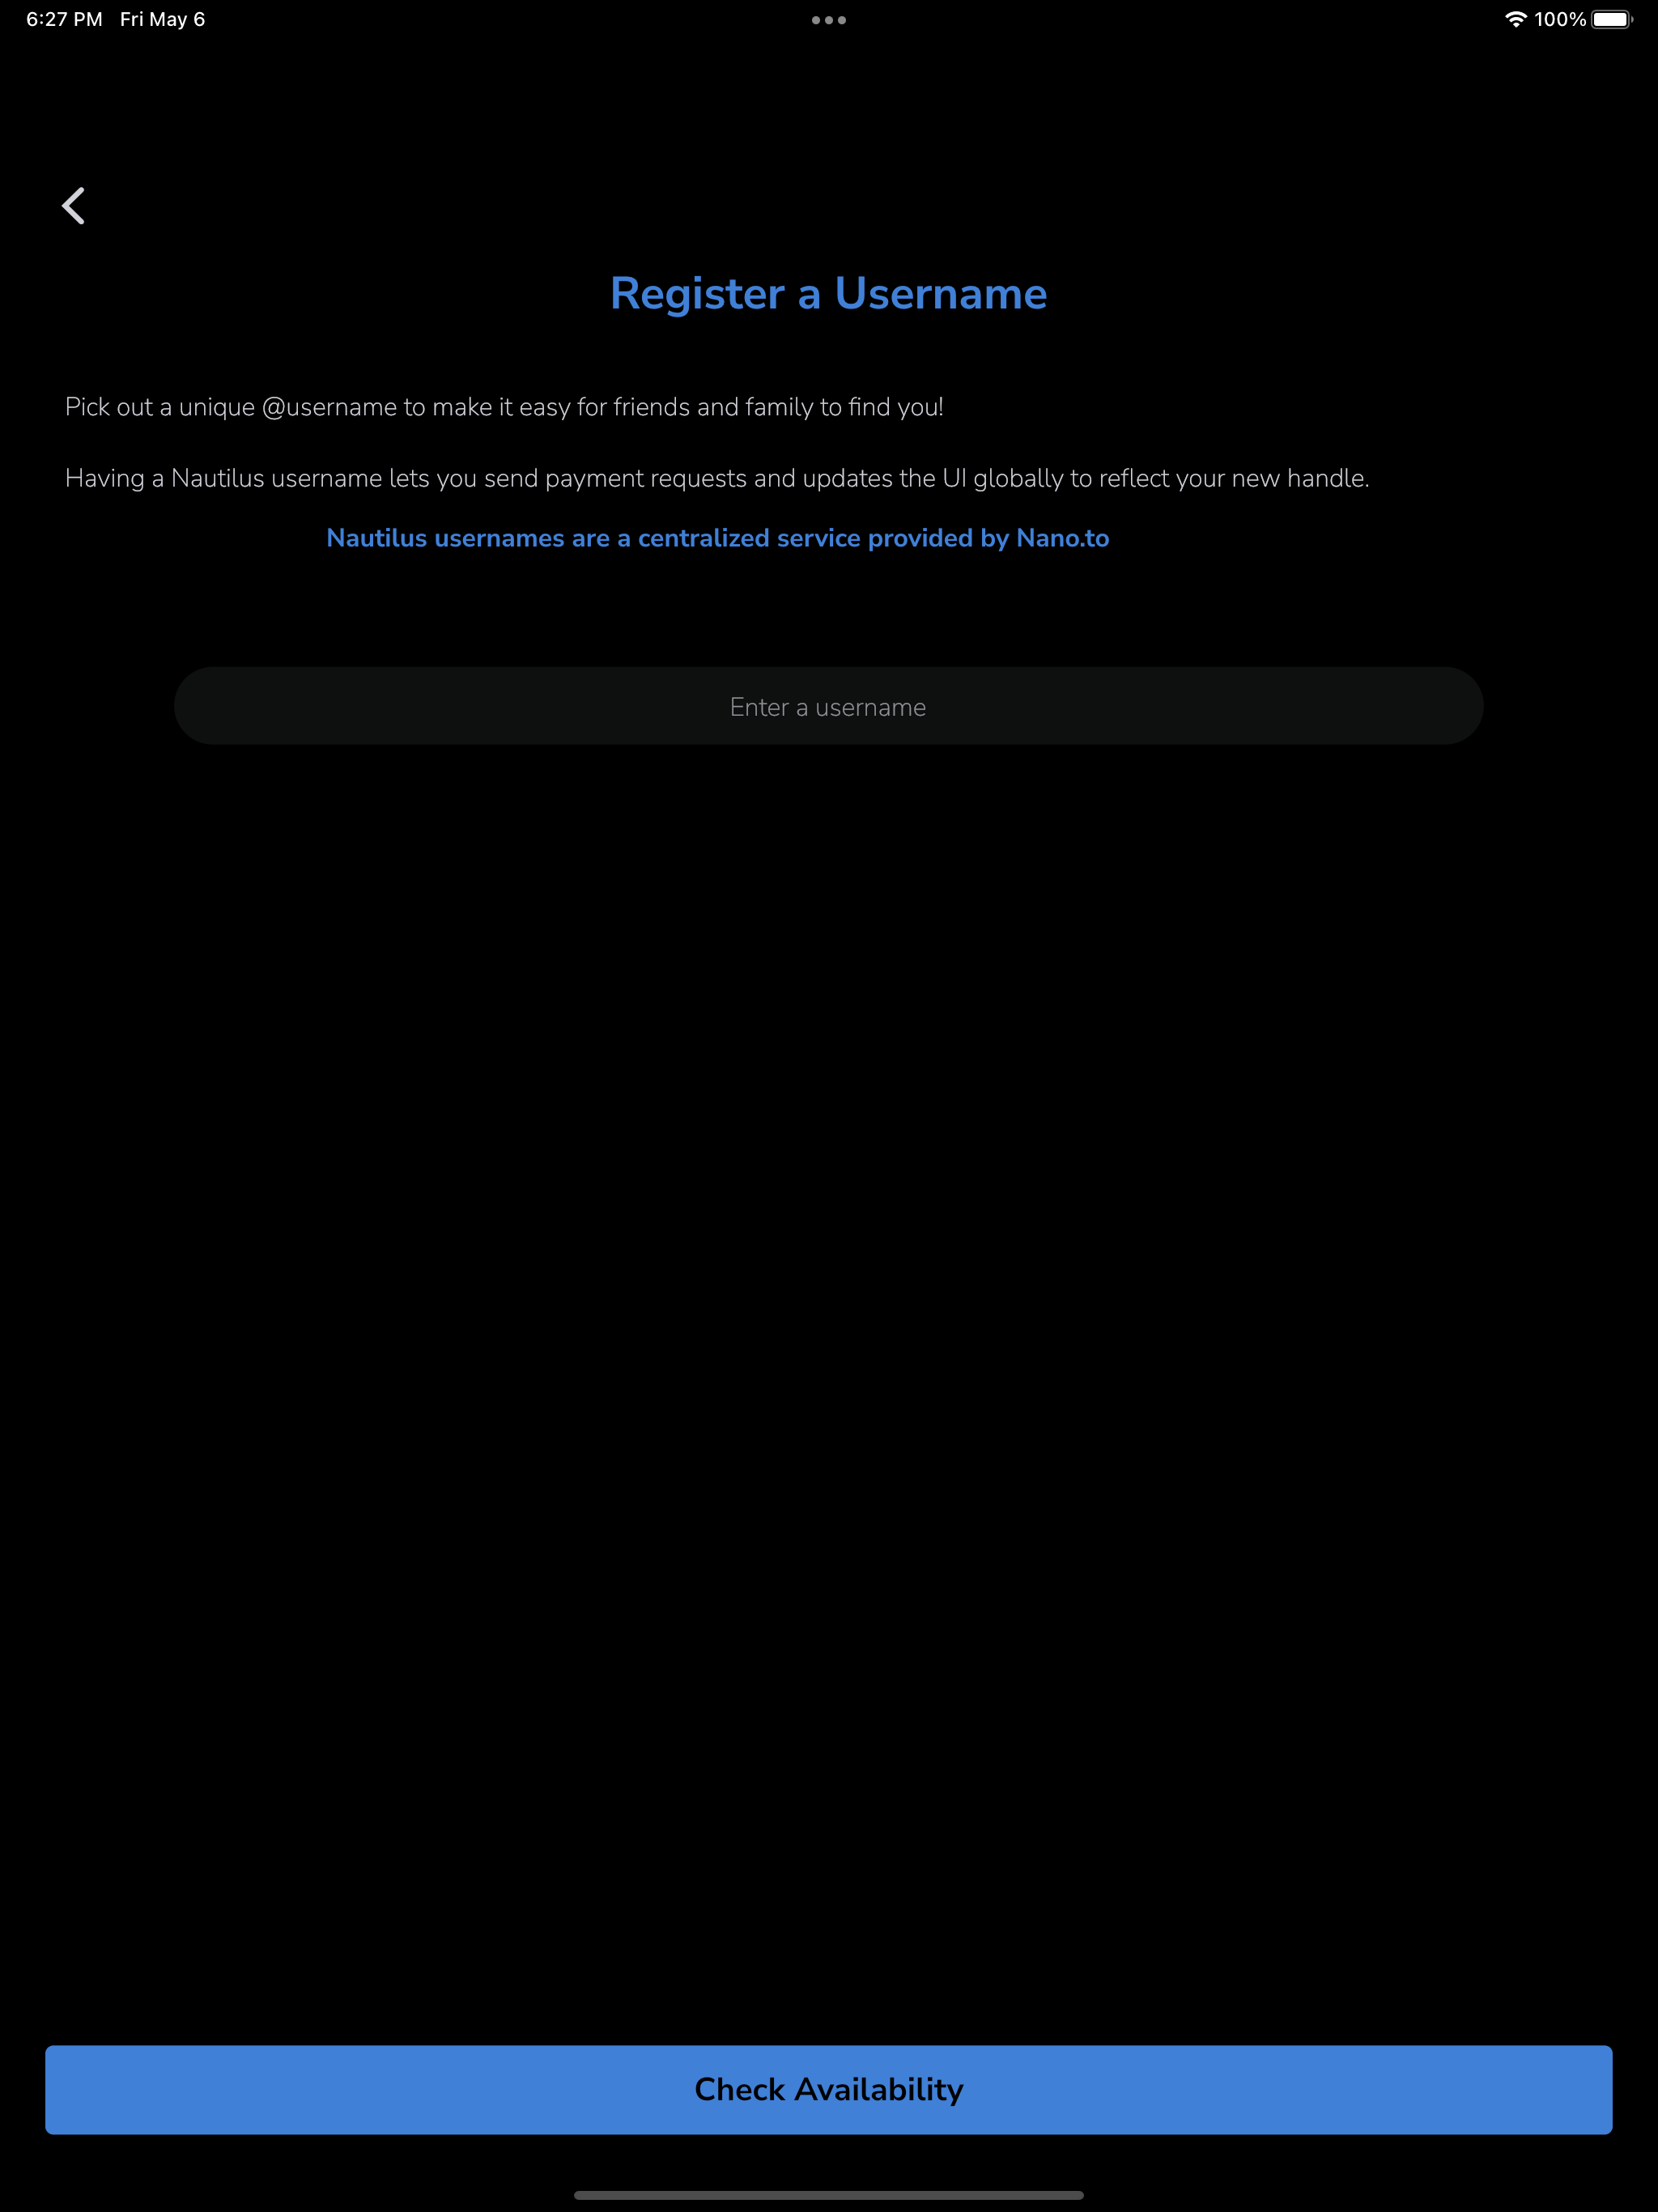 6:27 PM Fri May 6
100%
Register a Username
Pick out a unique @username to make it easy for friends and family to find you!
Having a Nautilus username lets you send payment requests and updates the UI globally to reflect your new handle.
Nautilus usernames are a centralized service provided by Nano.to
Enter a username
Check Availability